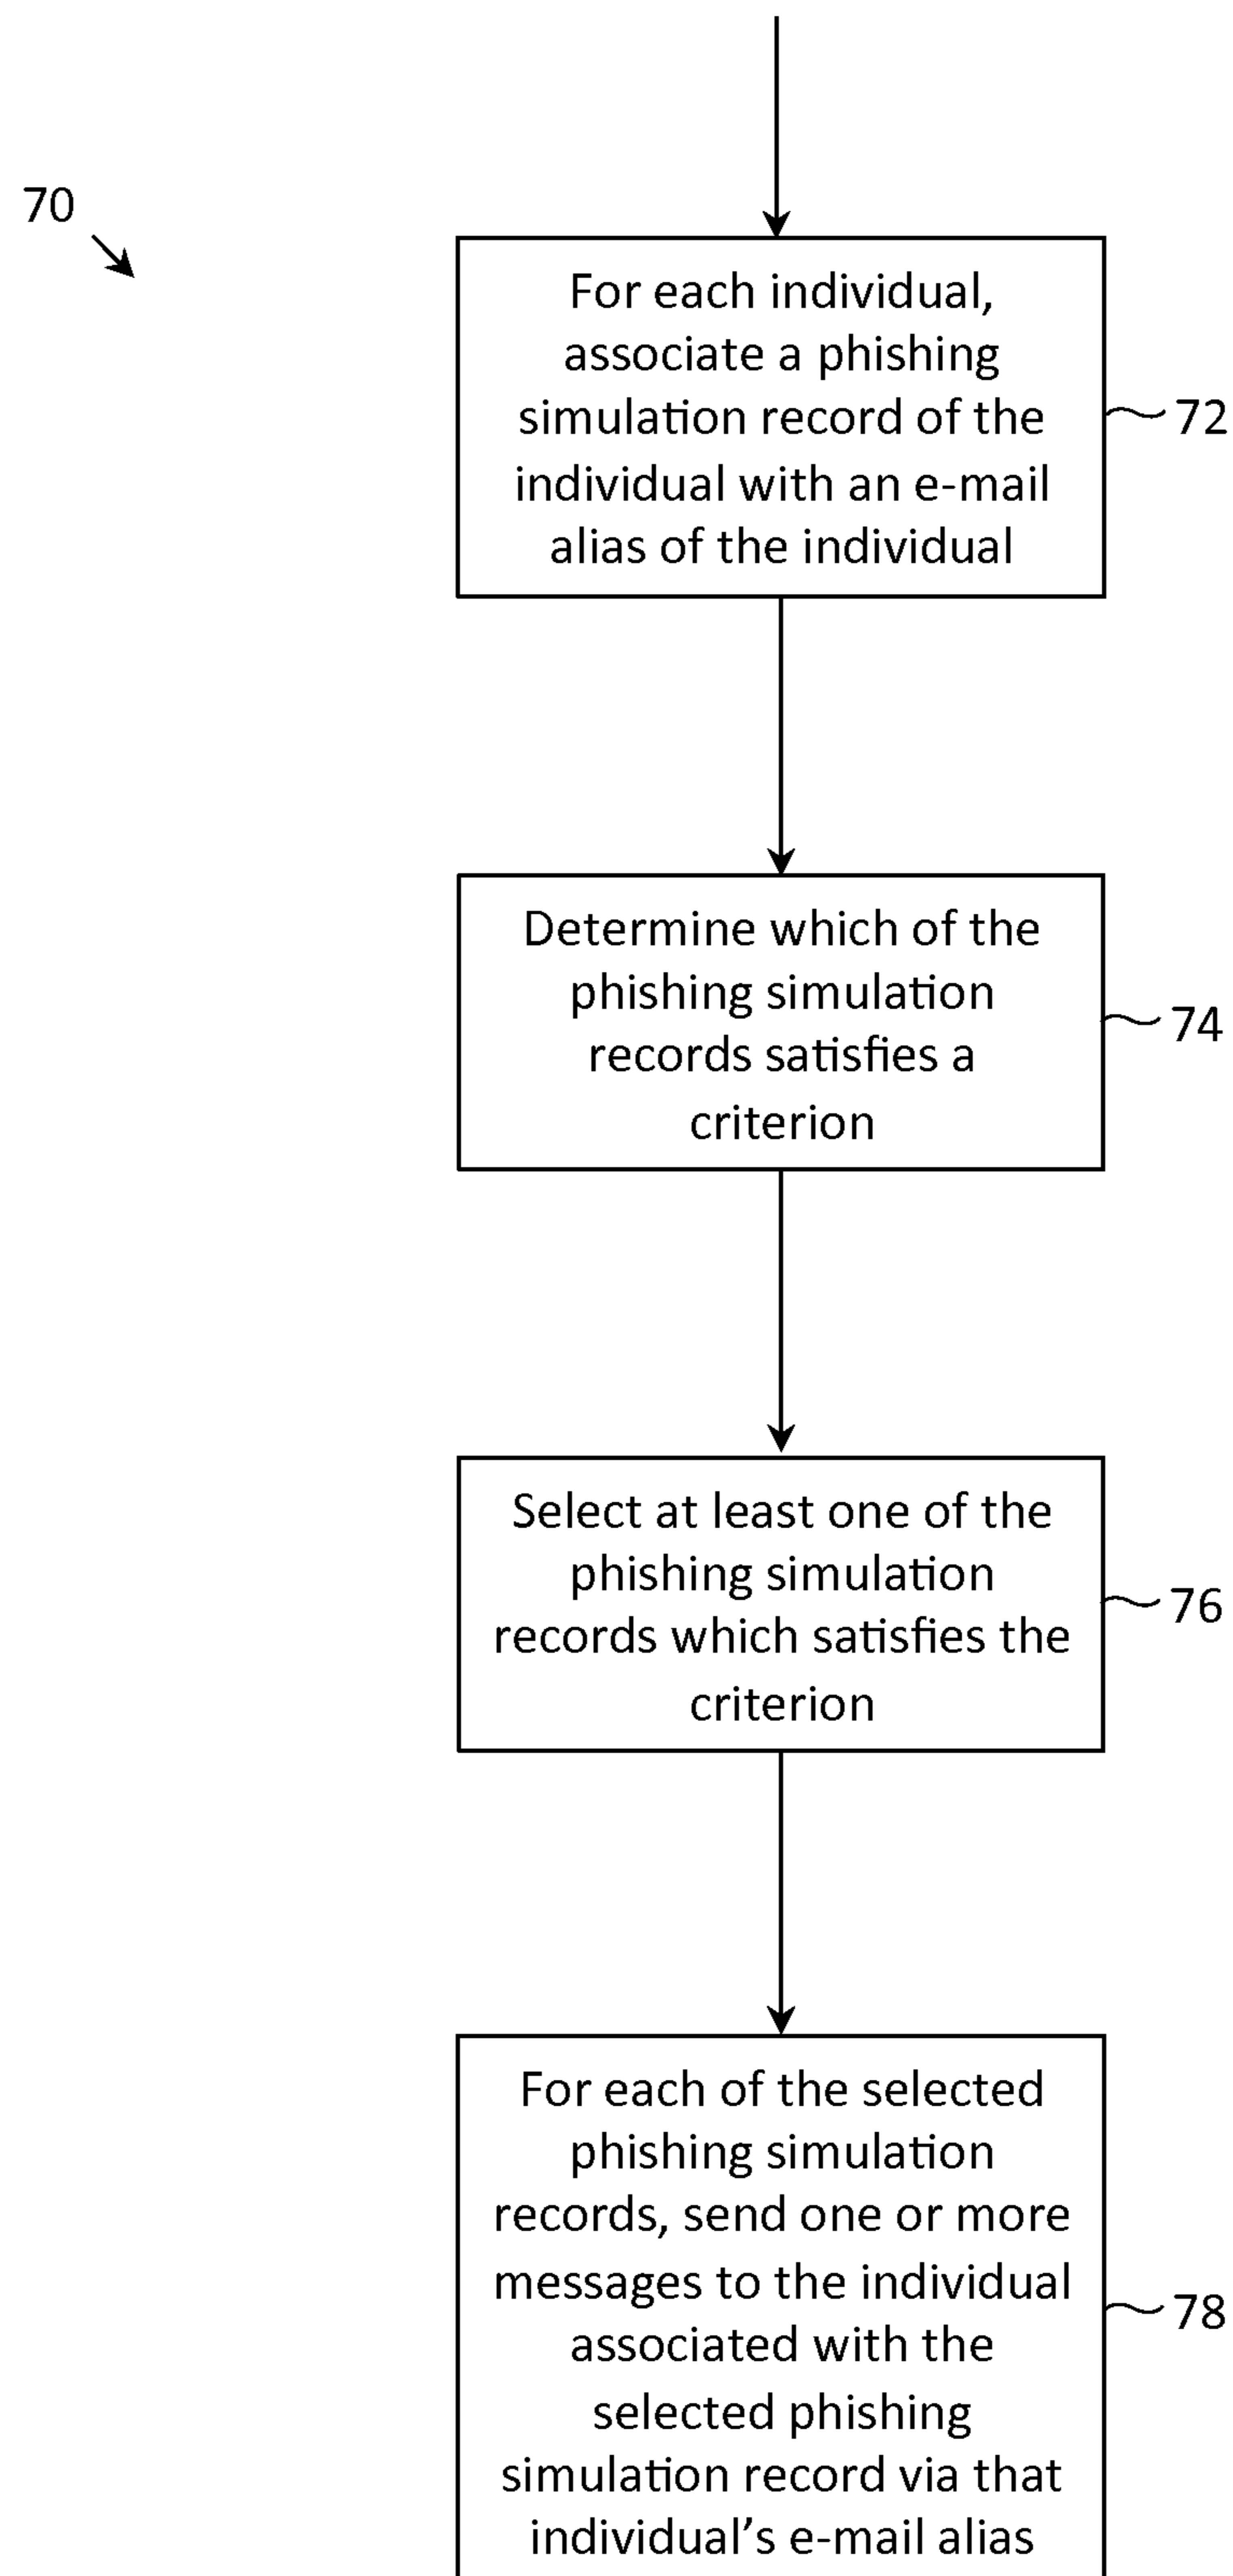 70
For each individual,
associate a phishing
simulation record of the
individual with an e-mail
alias of the individual
72
Determine which of the
phishing simulation
records satisfies a
criterion
74
Select at least one of the
phishing simulation
records which satisfies the
criterion
76
For each of the selected
phishing simulation
records, send one or more
messages to the individual
associated with the
selected phishing
simulation record via that
individual’s e-mail alias
78